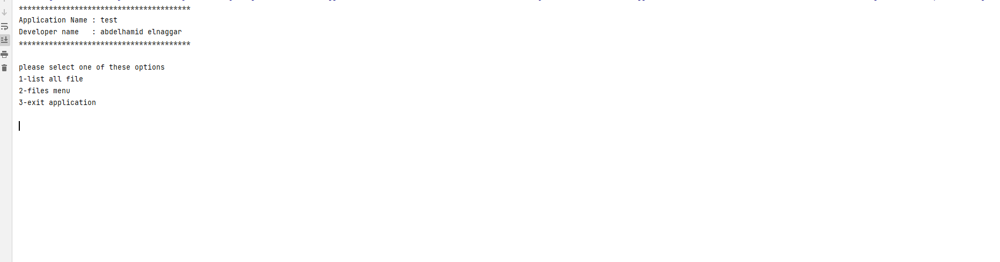 ****************************************
Application Name : test
Developer name   : abdelhamid elnaggar
****************************************
please select one of these options
1-list all file
2-files menu
3-exit application